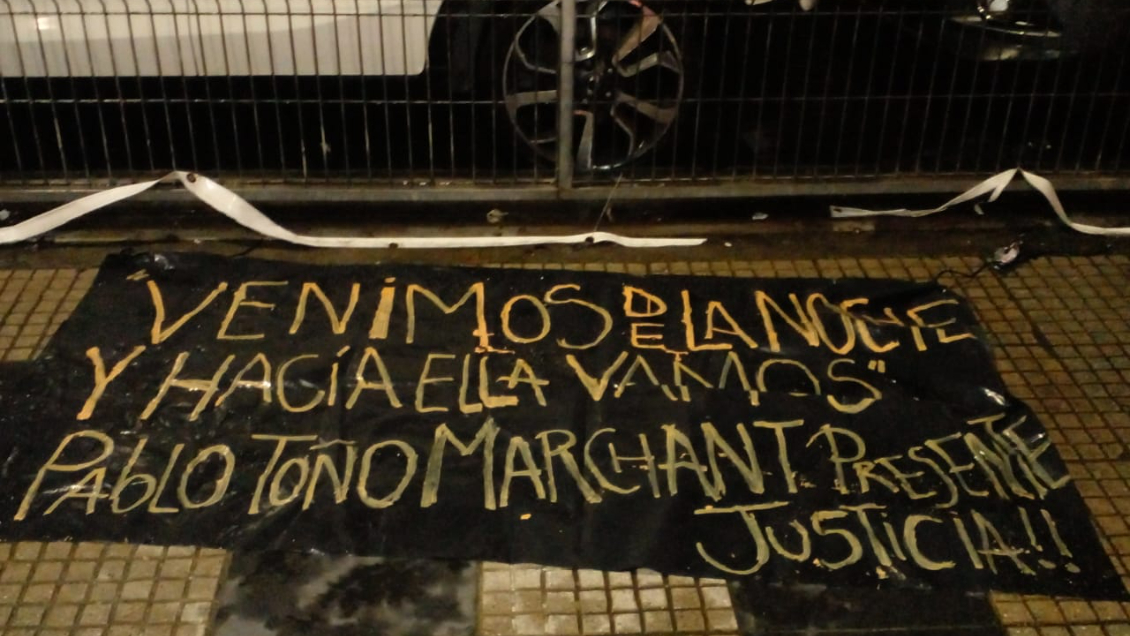 "VENiMOS DE LA NOCHE
Y HACíA ELLA VAMOS"
PAbLO TOÑO MARCHANT PRESENTE
JUSTiCIA!!